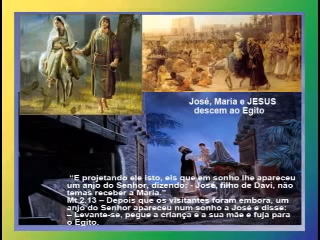 José, Maria e JESUS
descem ao Egito
"E projetando ele isto, eis que em sonho lhe apareceu
um anjo do Senhor, dizendo: - José, filho de Davi, não
temas receber a Maria."
Mt.2.13 – Depois que os visitantes foram embora, um
anjo do Senhor apareceu num sonho a José e disse:
– Levante-se, pegue a criança e a sua mãe e fuja para
o Egito.